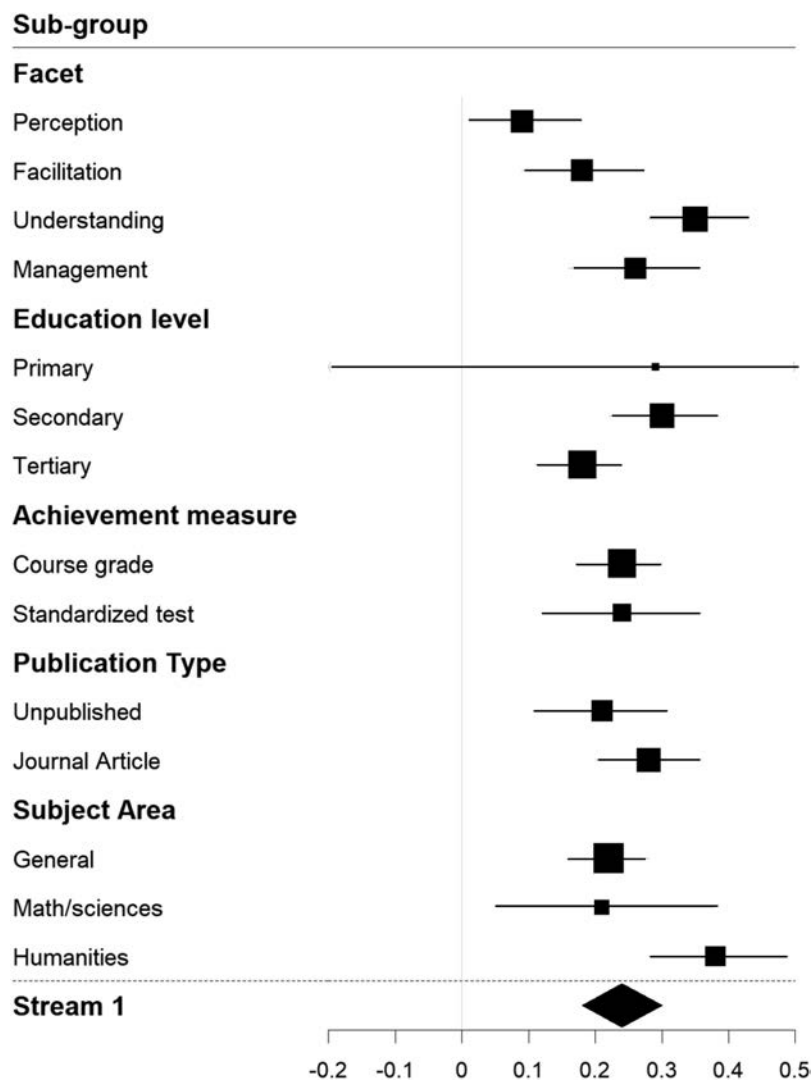 Sub-group
Facet
Perception
Facilitation
Understanding
Management
Education level
Primary
Secondary
Tertiary
Achievement measure
Course grade
Standardized test
Publication Type
Unpublished
Journal Article
Subject Area
General
Math/sciences
Humanities
Stream 1
-0.2 -0.1 0 0.1 0.2 0.3 0.4 0.5